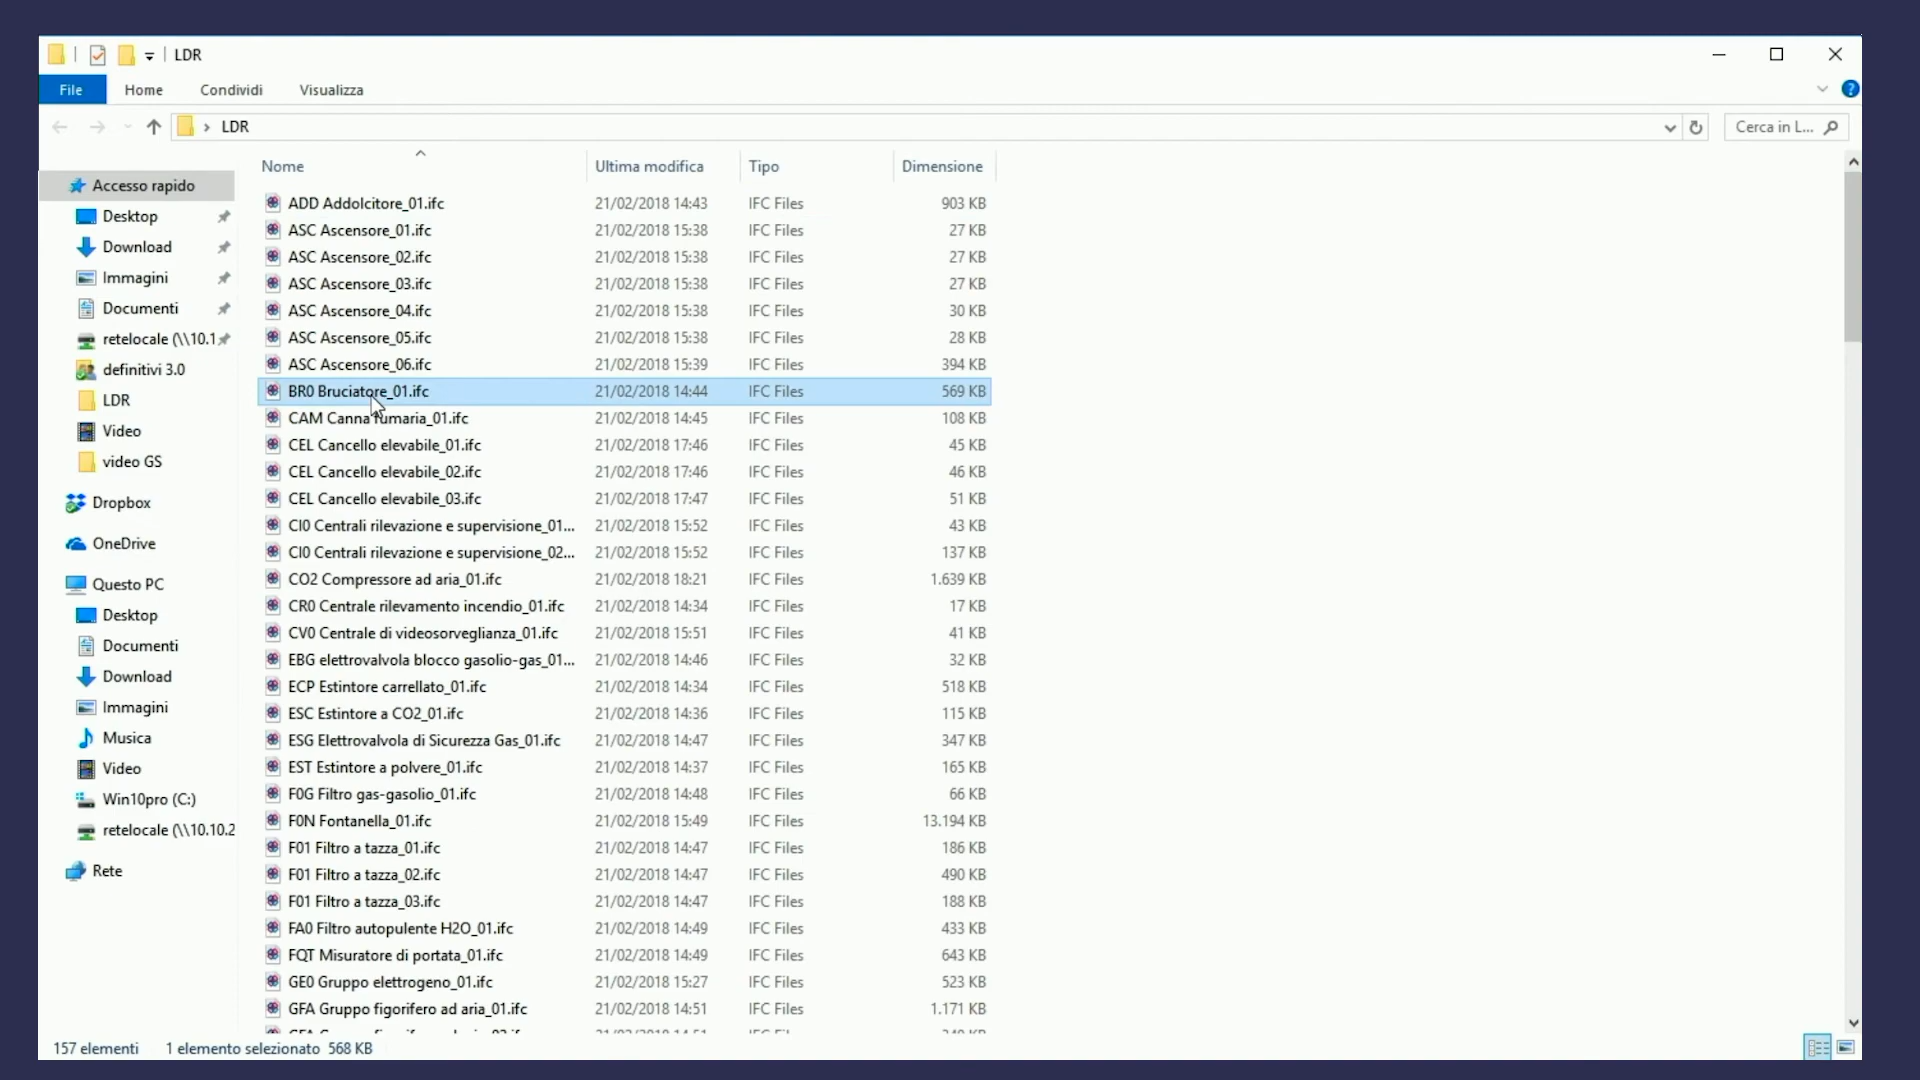 LDR
File Home Condividi Visualizza
LDR
Cerca in L...
Nome Ultima modifica Tipo Dimensione
Accesso rapido
Desktop
Download
Immagini
Documenti
retelocale (\\10.1
definitivi 3.0
LDR
Video
video GS
Dropbox
OneDrive
Questo PC
Desktop
Documenti
Download
Immagini
Musica
Video
Win10pro (C:)
retelocale (\\10.10.2
Rete
ADD Addolcitore_01.ifc 21/02/2018 14:43 IFC Files 903 KB
ASC Ascensore_01.ifc 21/02/2018 15:38 IFC Files 27 KB
ASC Ascensore_02.ifc 21/02/2018 15:38 IFC Files 27 KB
ASC Ascensore_03.ifc 21/02/2018 15:38 IFC Files 27 KB
ASC Ascensore_04.ifc 21/02/2018 15:38 IFC Files 30 KB
ASC Ascensore_05.ifc 21/02/2018 15:38 IFC Files 28 KB
ASC Ascensore_06.ifc 21/02/2018 15:39 IFC Files 394 KB
BR0 Bruciatore_01.ifc 21/02/2018 14:44 IFC Files 569 KB
CAM Canna fumaria_01.ifc 21/02/2018 14:45 IFC Files 108 KB
CEL Cancello elevabile_01.ifc 21/02/2018 17:46 IFC Files 45 KB
CEL Cancello elevabile_02.ifc 21/02/2018 17:46 IFC Files 46 KB
CEL Cancello elevabile_03.ifc 21/02/2018 17:47 IFC Files 51 KB
CI0 Centrali rilevazione e supervisione_01... 21/02/2018 15:52 IFC Files 43 KB
CI0 Centrali rilevazione e supervisione_02... 21/02/2018 15:52 IFC Files 137 KB
CO2 Compressore ad aria_01.ifc 21/02/2018 18:21 IFC Files 1.639 KB
CR0 Centrale rilevamento incendio_01.ifc 21/02/2018 14:34 IFC Files 17 KB
CV0 Centrale di videosorveglianza_01.ifc 21/02/2018 15:51 IFC Files 41 KB
EBG elettrovalvola blocco gasolio-gas_01... 21/02/2018 14:46 IFC Files 32 KB
ECP Estintore carrellato_01.ifc 21/02/2018 14:34 IFC Files 518 KB
ESC Estintore a CO2_01.ifc 21/02/2018 14:36 IFC Files 115 KB
ESG Elettrovalvola di Sicurezza Gas_01.ifc 21/02/2018 14:47 IFC Files 347 KB
EST Estintore a polvere_01.ifc 21/02/2018 14:37 IFC Files 165 KB
F0G Filtro gas-gasolio_01.ifc 21/02/2018 14:48 IFC Files 66 KB
F0N Fontanella_01.ifc 21/02/2018 15:49 IFC Files 13.194 KB
F01 Filtro a tazza_01.ifc 21/02/2018 14:47 IFC Files 186 KB
F01 Filtro a tazza_02.ifc 21/02/2018 14:47 IFC Files 490 KB
F01 Filtro a tazza_03.ifc 21/02/2018 14:47 IFC Files 188 KB
FA0 Filtro autopulente H2O_01.ifc 21/02/2018 14:49 IFC Files 433 KB
FQT Misuratore di portata_01.ifc 21/02/2018 14:49 IFC Files 643 KB
GE0 Gruppo elettrogeno_01.ifc 21/02/2018 15:27 IFC Files 523 KB
GFA Gruppo figorifero ad aria_01.ifc 21/02/2018 14:51 IFC Files 1.171 KB
157 elementi 1 elemento selezionato 568 KB